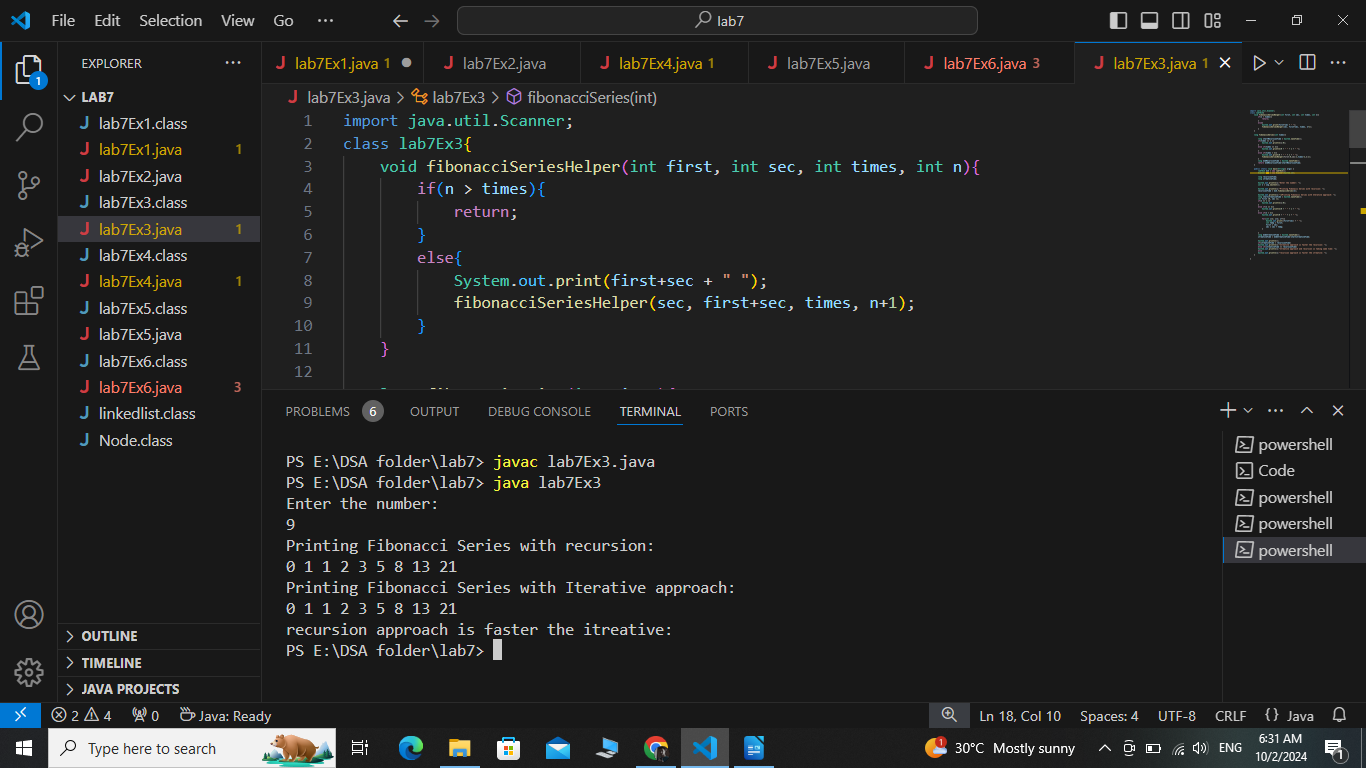 File Edit Selection View Go ··· lab7
EXPLORER ···
lab7Ex1.java 1 lab7Ex2.java lab7Ex4.java 1 lab7Ex5.java lab7Ex6.java 3 lab7Ex3.java 1
1
LAB7
lab7Ex1.class
lab7Ex1.java 1
lab7Ex2.java
lab7Ex3.class
lab7Ex3.java 1
lab7Ex4.class
lab7Ex4.java 1
lab7Ex5.class
lab7Ex5.java
lab7Ex6.class
lab7Ex6.java 3
linkedlist.class
Node.class
OUTLINE
TIMELINE
JAVA PROJECTS
lab7Ex3.java > lab7Ex3 > fibonacciSeries(int)
1 import java.util.Scanner;
2 class lab7Ex3{
3 void fibonacciSeriesHelper(int first, int sec, int times, int n){
4 if(n > times){
5 return;
6 }
7 else{
8 System.out.print(first+sec + " ");
9 fibonacciSeriesHelper(sec, first+sec, times, n+1);
10 }
11 }
12
PROBLEMS 6 OUTPUT DEBUG CONSOLE TERMINAL PORTS
PS E:\DSA folder\lab7> javac lab7Ex3.java
PS E:\DSA folder\lab7> java lab7Ex3
Enter the number:
9
Printing Fibonacci Series with recursion:
0 1 1 2 3 5 8 13 21
Printing Fibonacci Series with Iterative approach:
0 1 1 2 3 5 8 13 21
recursion approach is faster the itreative:
PS E:\DSA folder\lab7>
powershell
Code
powershell
powershell
powershell
2 4 0 Java: Ready Ln 18, Col 10 Spaces: 4 UTF-8 CRLF {} Java
Type here to search 1 30°C Mostly sunny ENG 6:31 AM
10/2/2024 1